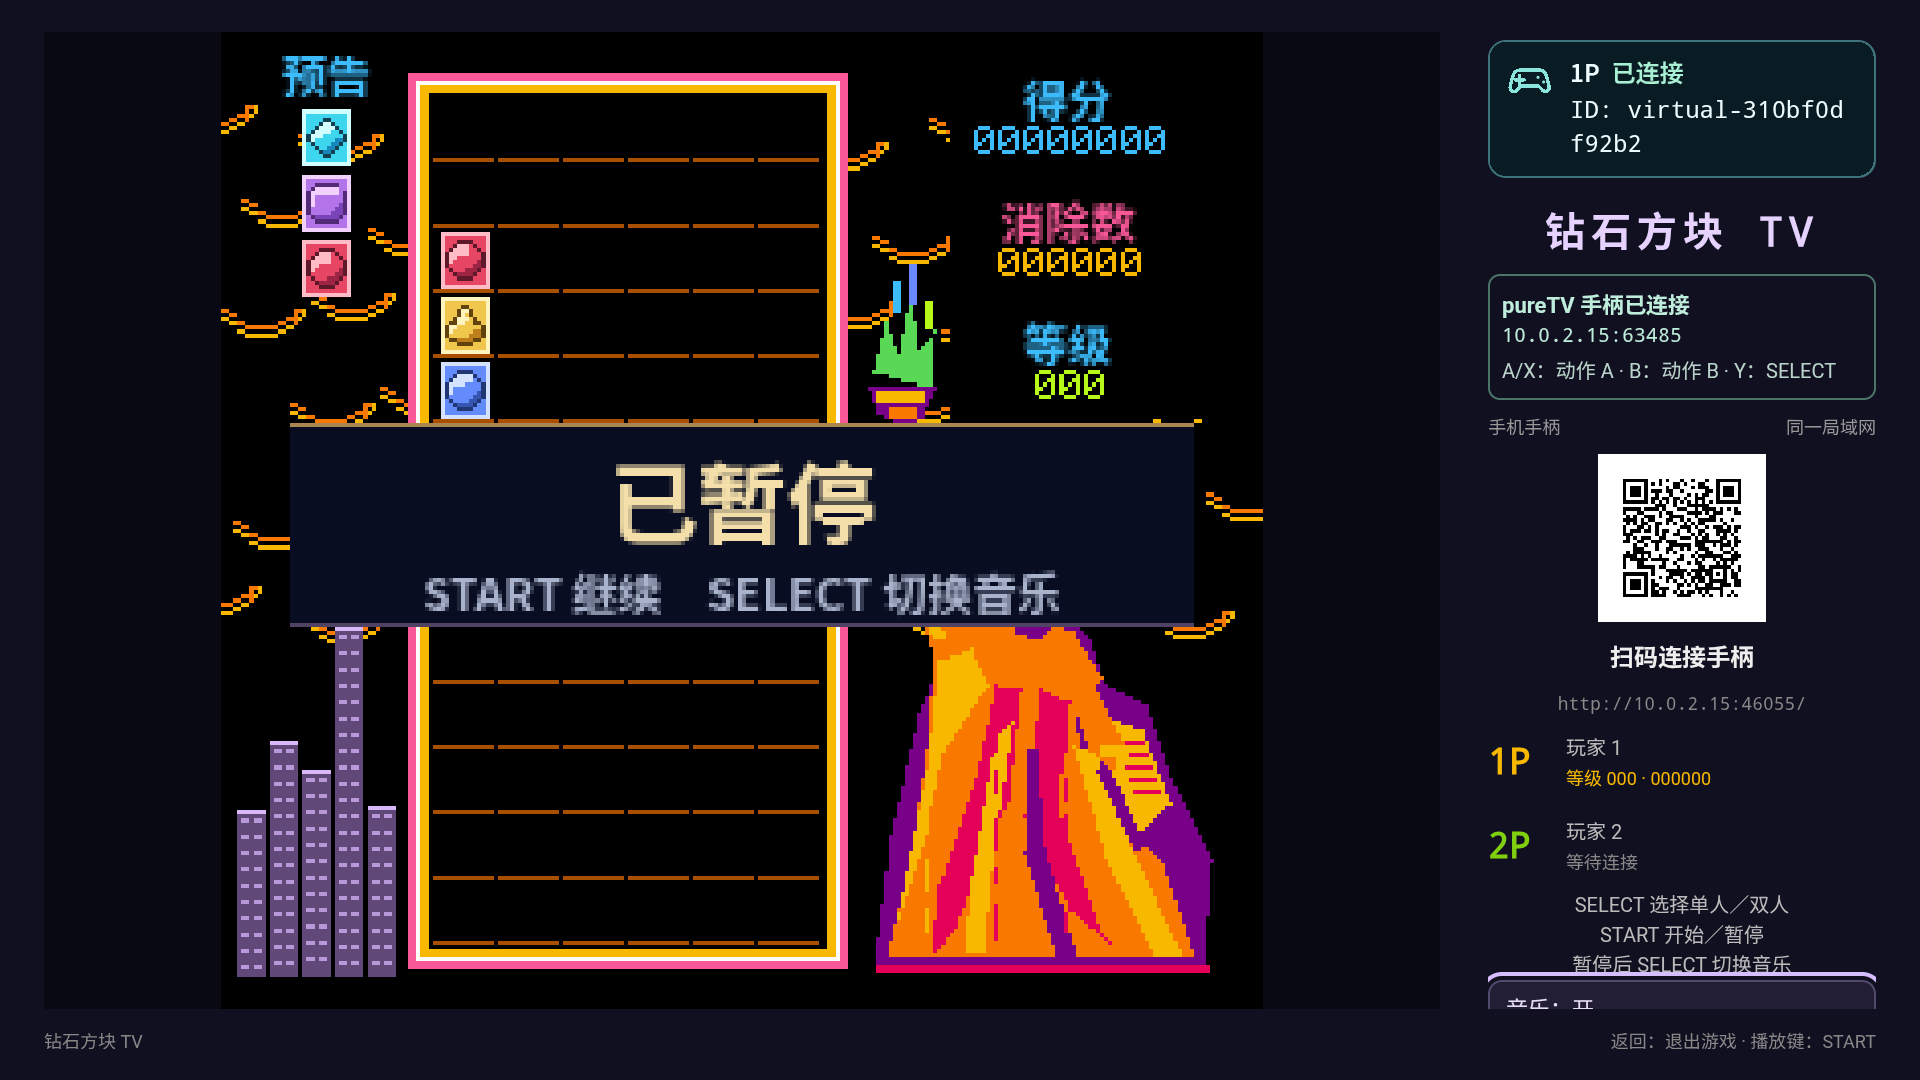 预告
得分
00000000
消除数
000000
等级
000
已暂停
START 继续 SELECT 切换音乐
1P 已连接
ID: virtual-310bf0d
f92b2
钻石方块 TV
pureTV 手柄已连接
10.0.2.15:63485
A/X：动作 A · B：动作 B · Y：SELECT
手机手柄 同一局域网
扫码连接手柄
http://10.0.2.15:46055/
1P 玩家 1
等级 000 · 000000
2P 玩家 2
等待连接
SELECT 选择单人／双人
START 开始／暂停
暂停后 SELECT 切换音乐
音乐：开
钻石方块 TV
返回：退出游戏 · 播放键：START